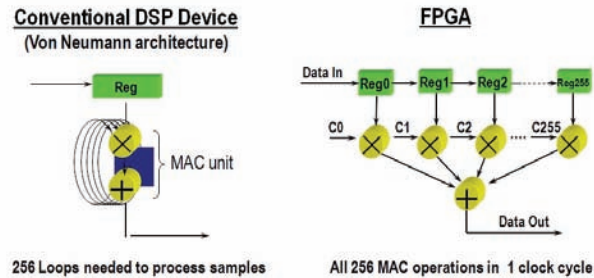 Conventional DSP Device
(Von Neumann architecture)
Reg
MAC unit
256 Loops needed to process samples
FPGA
Data In
Reg0 Reg1 Reg2 Reg255
C0 C1 C2 C255
Data Out
All 256 MAC operations in 1 clock cycle